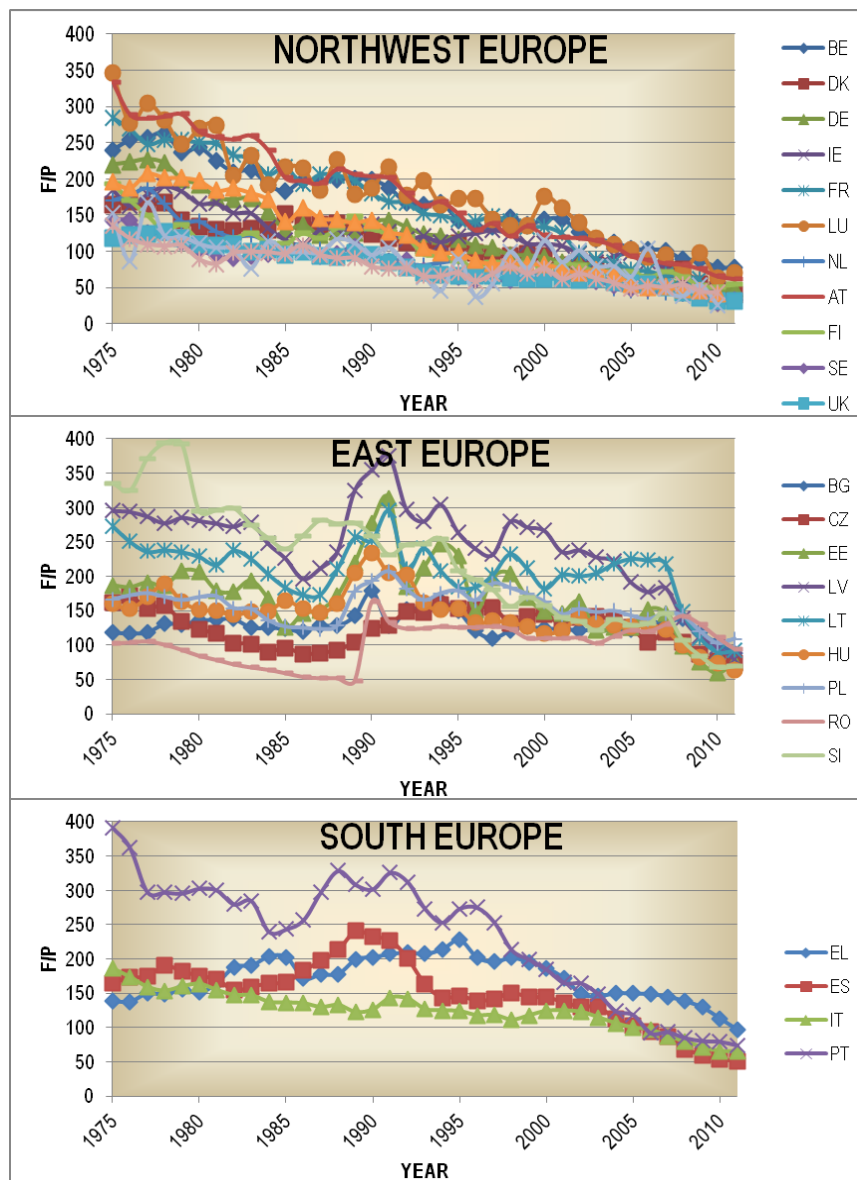 NORTHWEST EUROPE
400
350
300
250
200
150
100
50
0
F/P
1975
1980
1985
1990
1995
2000
2005
2010
YEAR
BE
DK
DE
IE
FR
LU
NL
AT
FI
SE
UK
EAST EUROPE
400
350
300
250
200
150
100
50
0
F/P
1975
1980
1985
1990
1995
2000
2005
2010
YEAR
BG
CZ
EE
LV
LT
HU
PL
RO
SI
SOUTH EUROPE
400
350
300
250
200
150
100
50
0
F/P
1975
1980
1985
1990
1995
2000
2005
2010
YEAR
EL
ES
IT
PT